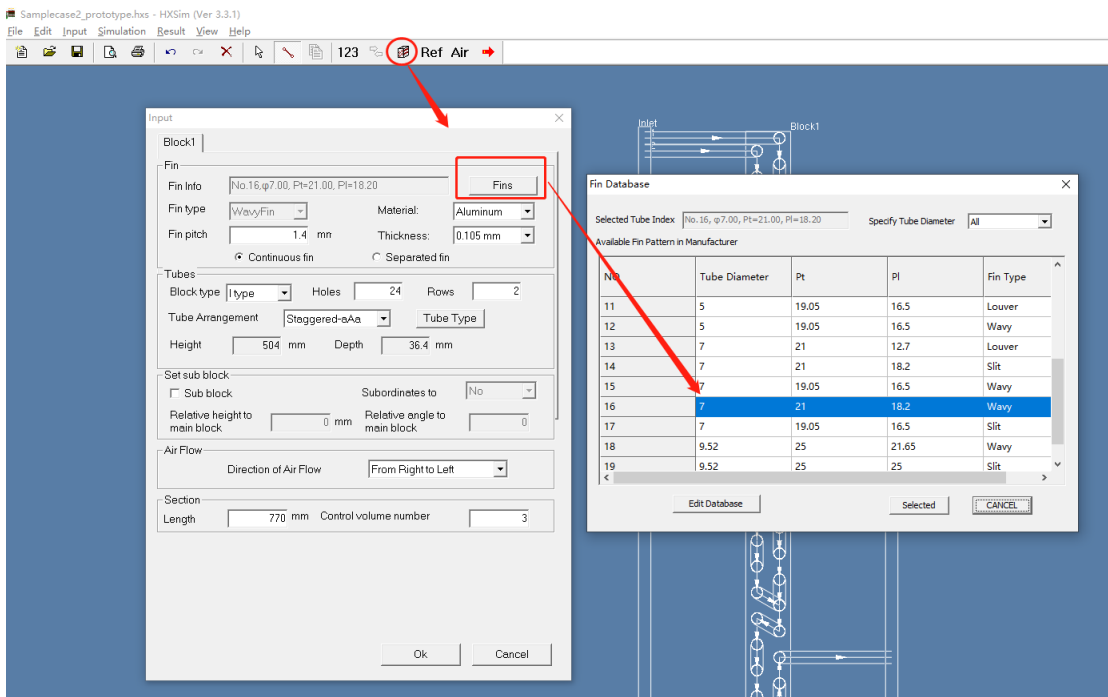 Samplecase2_prototype.hxs - HXSim (Ver 3.3.1)
File Edit Input Simulation Result View Help
123 Ref Air
Inlet
1
2
Block1
Input
Block1
Fin
Fin Info No.16,φ7.00, Pt=21.00, Pl=18.20 Fins
Fin type WavyFin Material: Aluminum
Fin pitch 1.4 mm Thickness: 0.105 mm
Continuous fin Separated fin
Tubes
Block type I type Holes 24 Rows 2
Tube Arrangement Staggered-aAa Tube Type
Height 504 mm Depth 36.4 mm
Set sub block
Sub block Subordinates to No
Relative height to main block 0 mm Relative angle to main block 0
Air Flow
Direction of Air Flow From Right to Left
Section
Length 770 mm Control volume number 3
Ok Cancel
Fin Database
Selected Tube Index No.16, φ7.00, Pt=21.00, Pl=18.20 Specify Tube Diameter All
Available Fin Pattern in Manufacturer
NO Tube Diameter Pt Pl Fin Type
11 5 19.05 16.5 Louver
12 5 19.05 16.5 Wavy
13 7 21 12.7 Louver
14 7 21 18.2 Slit
15 7 19.05 16.5 Wavy
16 7 21 18.2 Wavy
17 7 19.05 16.5 Slit
18 9.52 25 21.65 Wavy
19 9.52 25 25 Slit
Edit Database Selected CANCEL